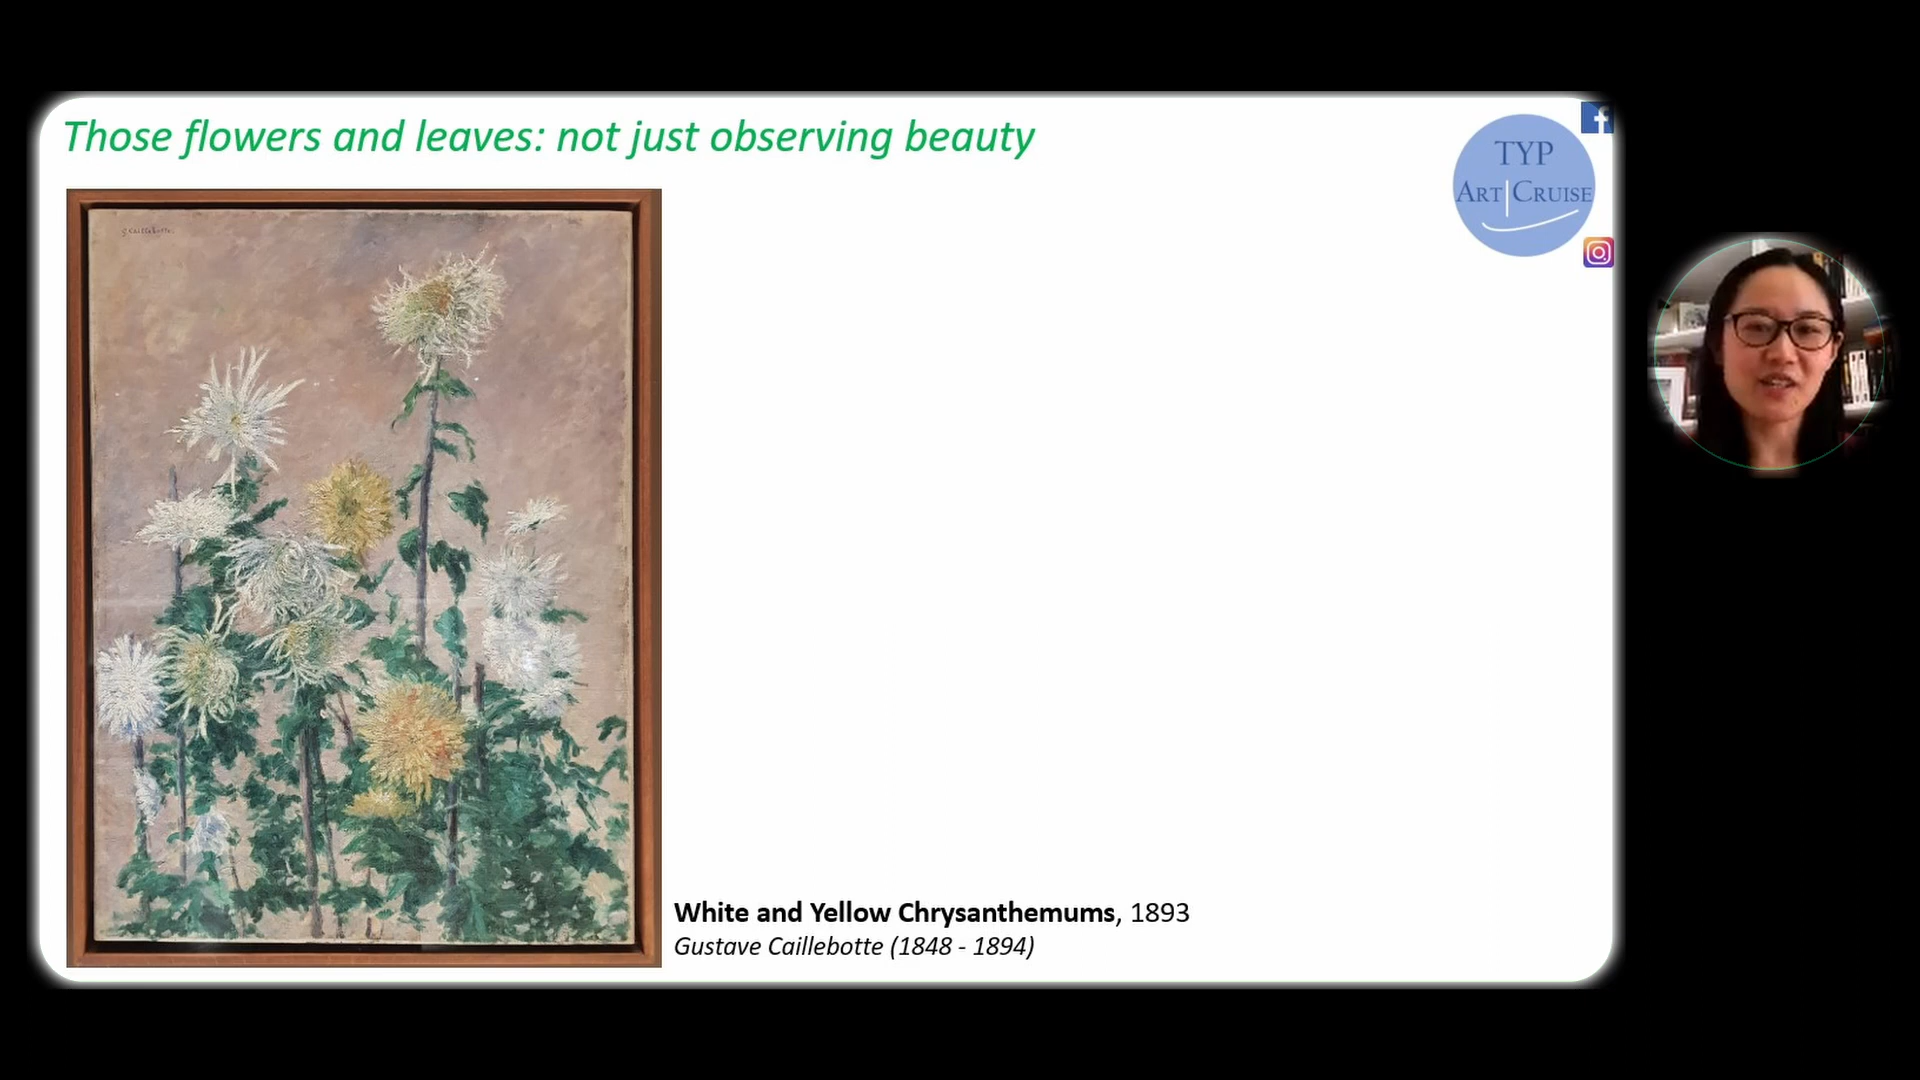 Those flowers and leaves: not just observing beauty
TYP
ART CRUISE
G Caillebotte
White and Yellow Chrysanthemums, 1893
Gustave Caillebotte (1848 - 1894)